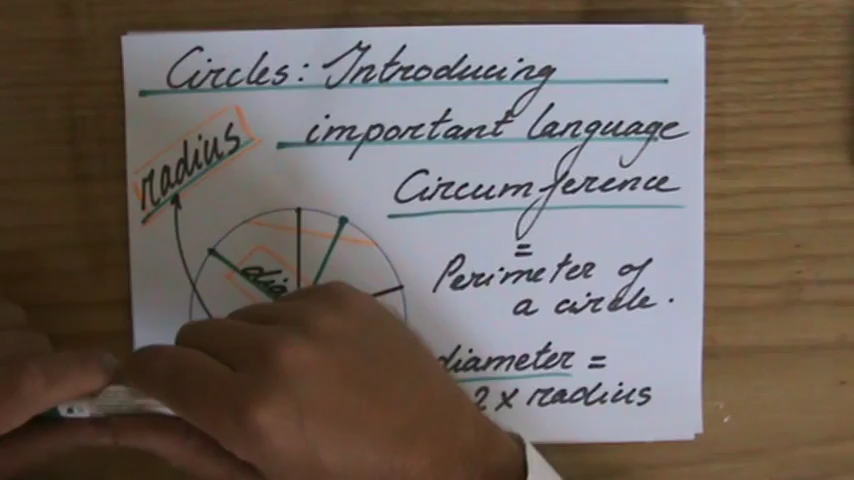 Circles: Introducing
important language
radius
Circumference
=
Perimeter of
a circle.
diameter =
2 x radius